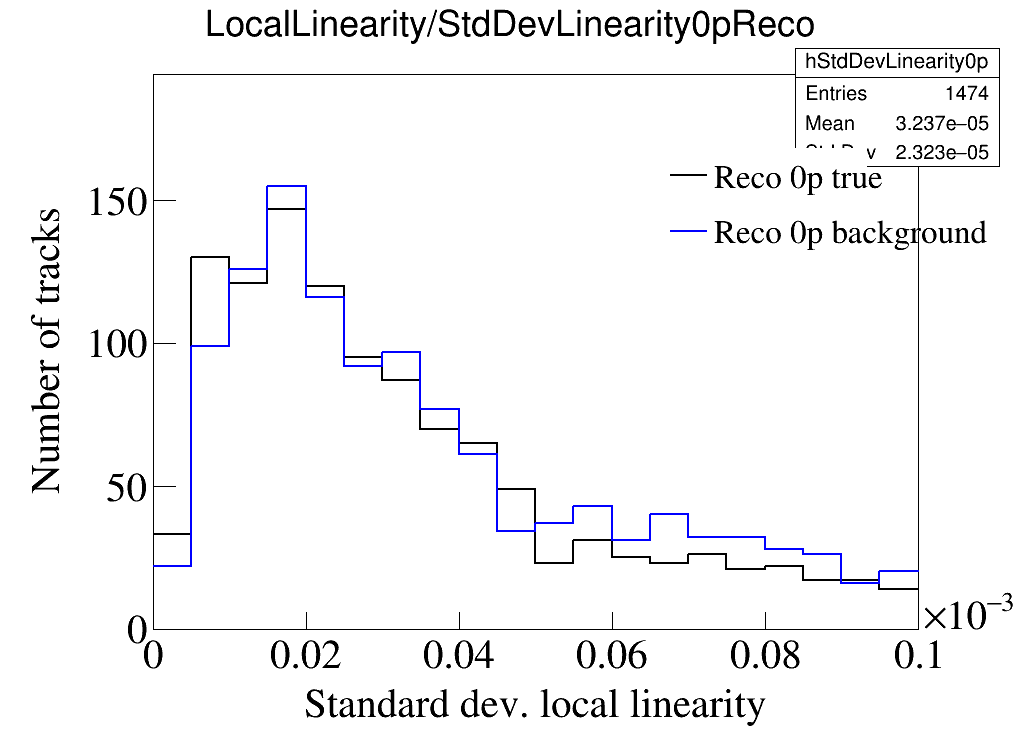 LocalLinearity/StdDevLinearity0pReco
hStdDevLinearity0p
Entries 1474
Mean 3.237e−05
v 2.323e−05
Reco 0p true
Reco 0p background
Number of tracks
150
100
50
0
0 0.02 0.04 0.06 0.08 0.1
×10⁻³
Standard dev. local linearity